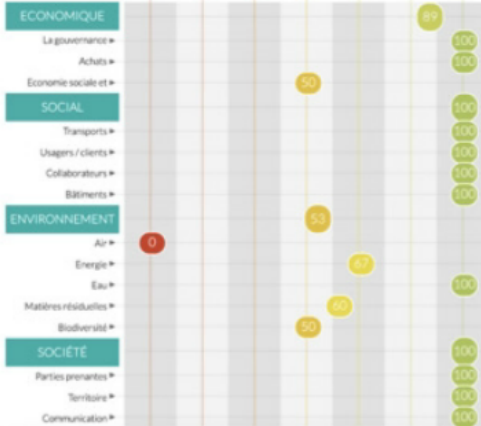 ECONOMIQUE 89
La gouvernance 100
Achats 100
Economie sociale et 50
SOCIAL 100
Transports 100
Usagers / clients 100
Collaborateurs 100
Bâtiments 100
ENVIRONNEMENT 53
Air 0
Energie 67
Eau 100
Matières résiduelles 60
Biodiversité 50
SOCIÉTÉ 100
Parties prenantes 100
Territoire 100
Communication 100